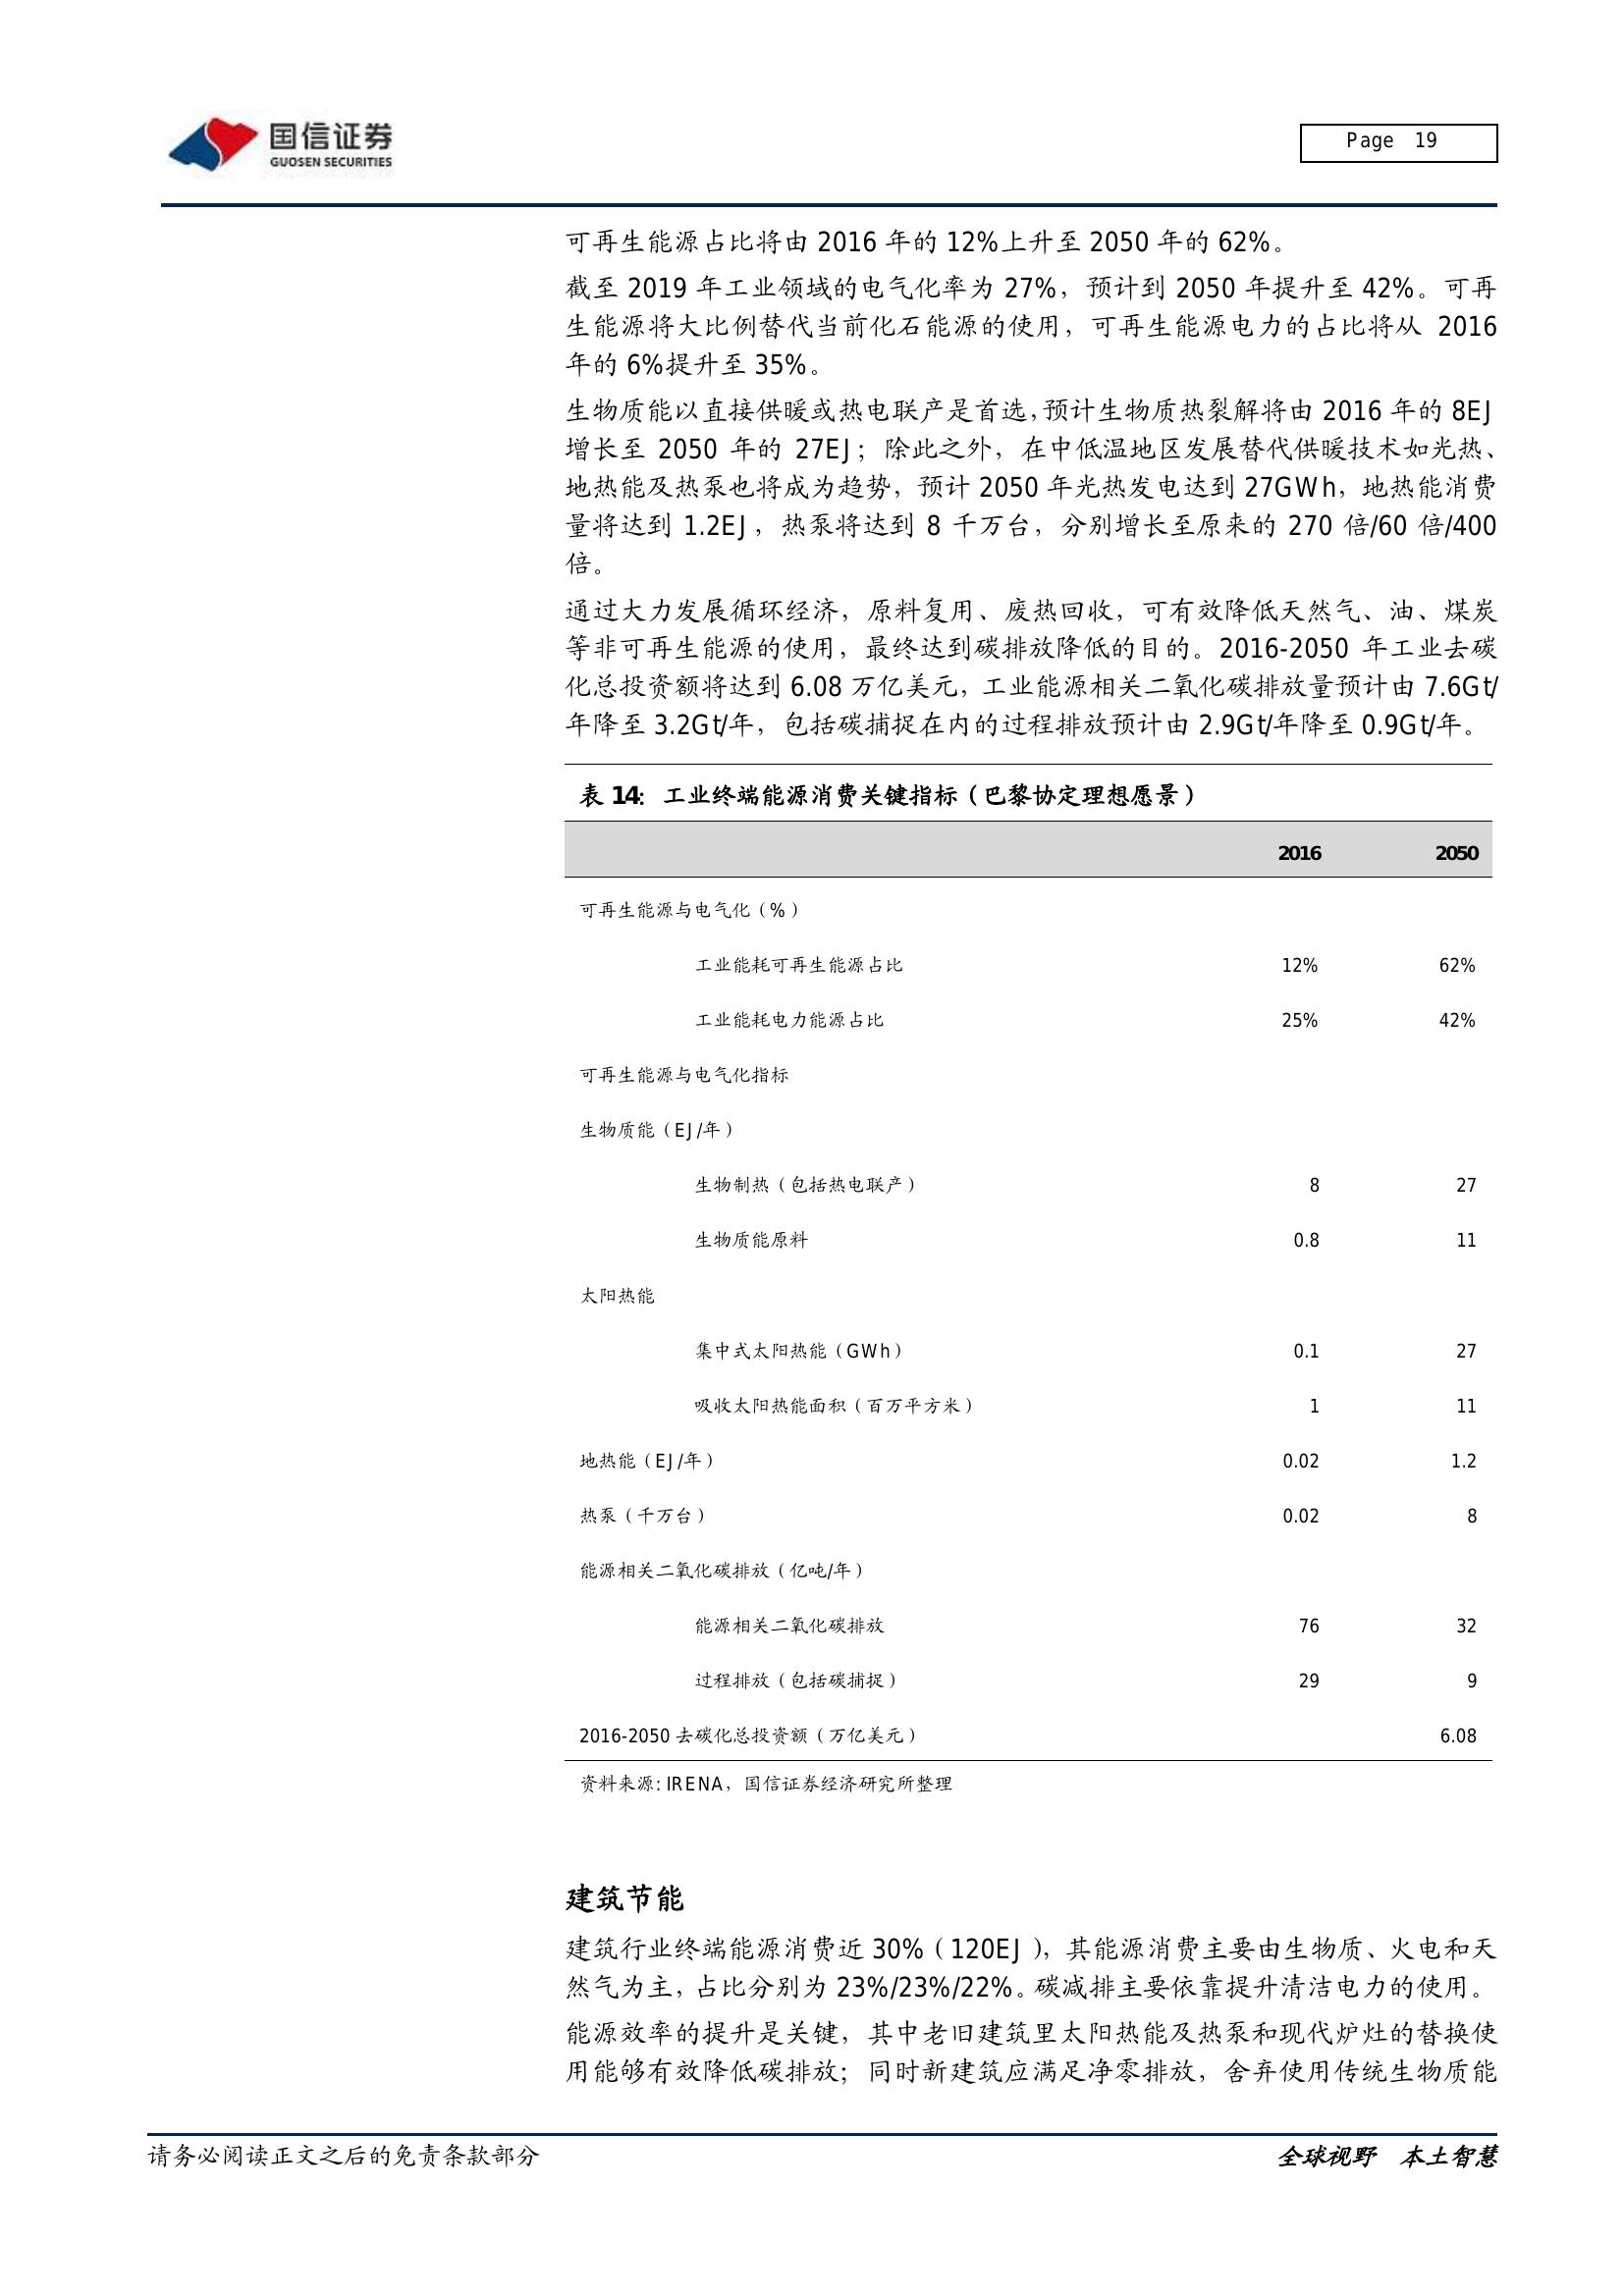 国信证券
GUOSEN SECURITIES
Page 19
可再生能源占比将由 2016 年的 12%上升至 2050 年的 62%。
截至 2019 年工业领域的电气化率为 27%，预计到 2050 年提升至 42%。可再
生能源将大比例替代当前化石能源的使用，可再生能源电力的占比将从 2016
年的 6%提升至 35%。
生物质能以直接供暖或热电联产是首选，预计生物质热裂解将由 2016 年的 8EJ
增长至 2050 年的 27EJ；除此之外，在中低温地区发展替代供暖技术如光热、
地热能及热泵也将成为趋势，预计 2050 年光热发电达到 27GWh，地热能消费
量将达到 1.2EJ，热泵将达到 8 千万台，分别增长至原来的 270 倍/60 倍/400
倍。
通过大力发展循环经济，原料复用、废热回收，可有效降低天然气、油、煤炭
等非可再生能源的使用，最终达到碳排放降低的目的。2016-2050 年工业去碳
化总投资额将达到 6.08 万亿美元，工业能源相关二氧化碳排放量预计由 7.6Gt/
年降至 3.2Gt/年，包括碳捕捉在内的过程排放预计由 2.9Gt/年降至 0.9Gt/年。
表 14: 工业终端能源消费关键指标（巴黎协定理想愿景）
2016 2050
可再生能源与电气化（%）
工业能耗可再生能源占比 12% 62%
工业能耗电力能源占比 25% 42%
可再生能源与电气化指标
生物质能（EJ/年）
生物制热（包括热电联产） 8 27
生物质能原料 0.8 11
太阳热能
集中式太阳热能（GWh） 0.1 27
吸收太阳热能面积（百万平方米） 1 11
地热能（EJ/年） 0.02 1.2
热泵（千万台） 0.02 8
能源相关二氧化碳排放（亿吨/年）
能源相关二氧化碳排放 76 32
过程排放（包括碳捕捉） 29 9
2016-2050 去碳化总投资额（万亿美元） 6.08
资料来源: IRENA，国信证券经济研究所整理
建筑节能
建筑行业终端能源消费近 30%（120EJ），其能源消费主要由生物质、火电和天
然气为主，占比分别为 23%/23%/22%。碳减排主要依靠提升清洁电力的使用。
能源效率的提升是关键，其中老旧建筑里太阳热能及热泵和现代炉灶的替换使
用能够有效降低碳排放；同时新建筑应满足净零排放，舍弃使用传统生物质能
请务必阅读正文之后的免责条款部分
全球视野 本土智慧